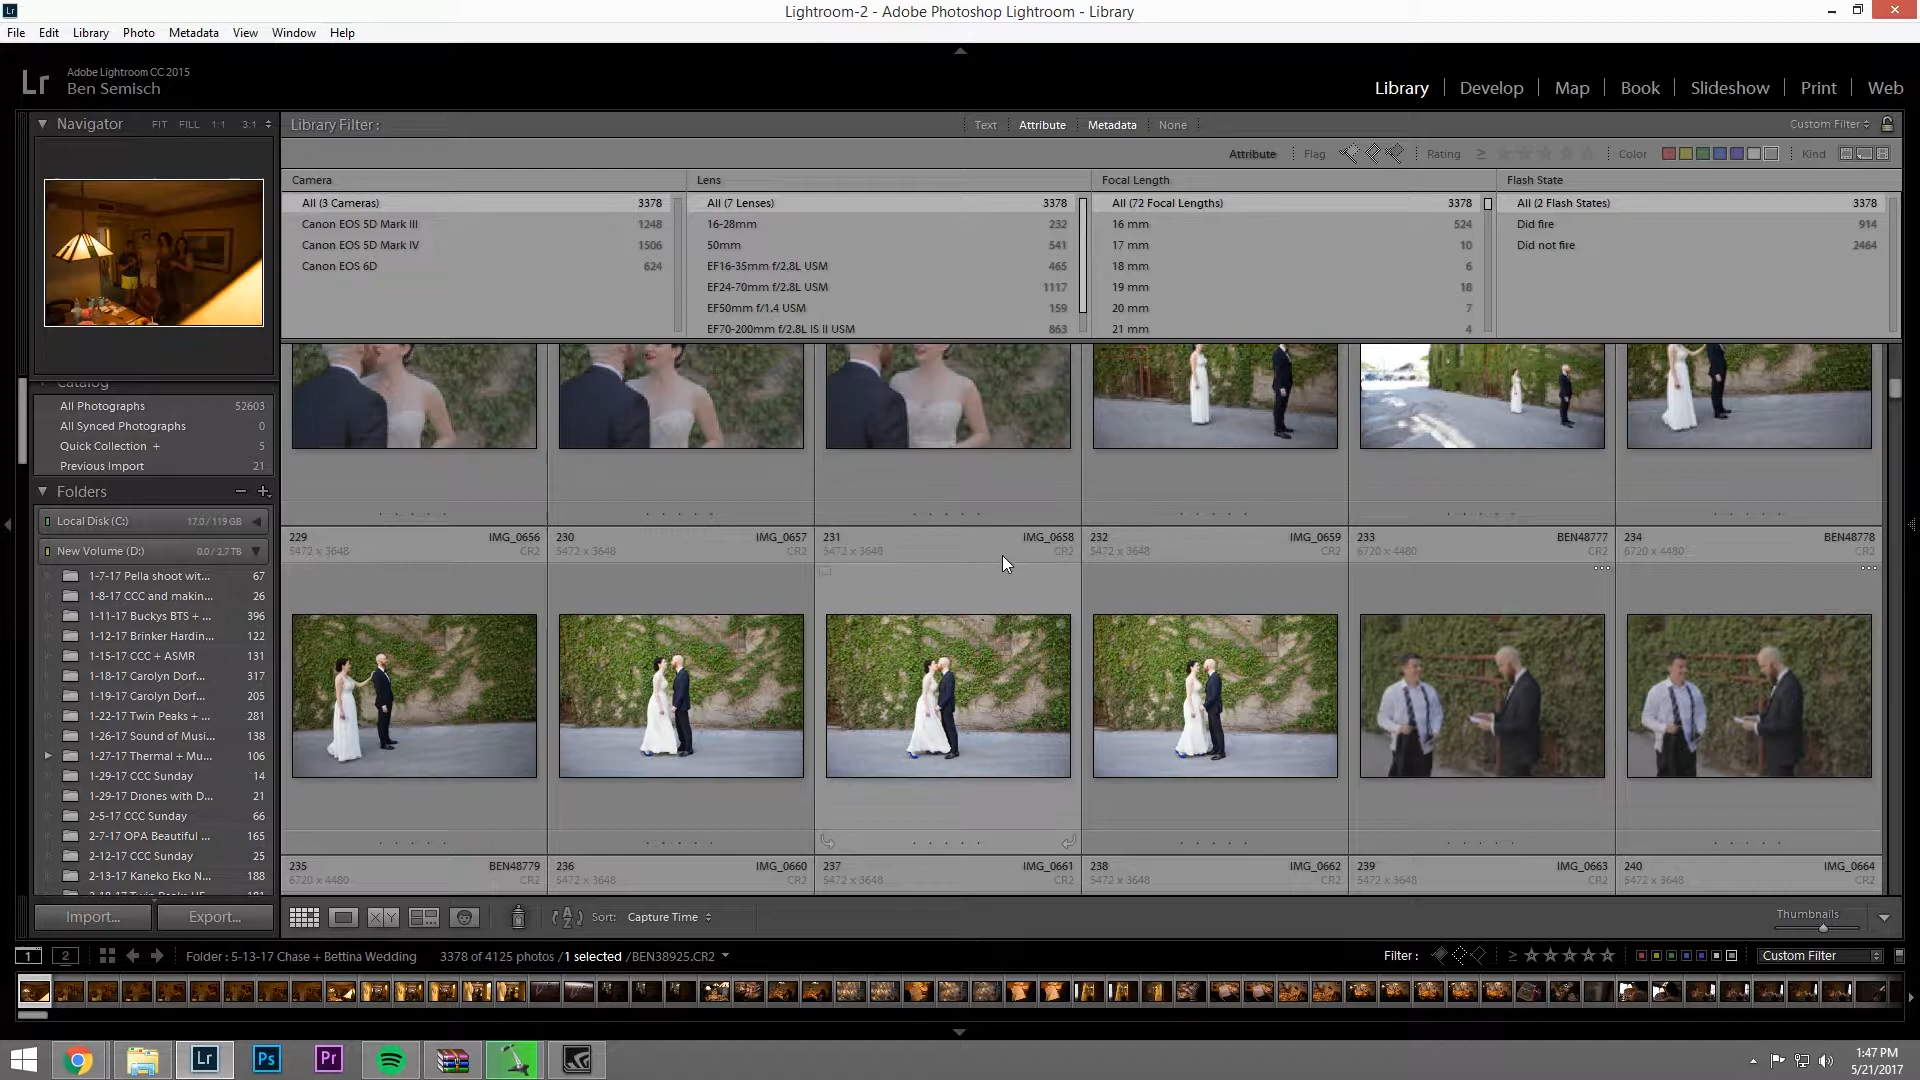 Lightroom-2 - Adobe Photoshop Lightroom - Library
File Edit Library Photo Metadata View Window Help
Lr
Adobe Lightroom CC 2015
Ben Semisch
Library Develop Map Book Slideshow Print Web
Navigator FIT FILL 1:1 3:1
Library Filter : Text Attribute Metadata None Custom Filter
Attribute Flag Rating ≥ Color Kind
Camera Lens Focal Length Flash State
All (3 Cameras) 3378 All (7 Lenses) 3378 All (72 Focal Lengths) 3378 All (2 Flash States) 3378
Canon EOS 5D Mark III 1248 16-28mm 232 16 mm 524 Did fire 914
Canon EOS 5D Mark IV 1506 50mm 541 17 mm 10 Did not fire 2464
Canon EOS 6D 624 EF16-35mm f/2.8L USM 465 18 mm 6
EF24-70mm f/2.8L USM 1117 19 mm 18
EF50mm f/1.4 USM 159 20 mm 7
EF70-200mm f/2.8L IS II USM 863 21 mm 4
Catalog
All Photographs 52603
All Synced Photographs 0
Quick Collection + 5
Previous Import 21
Folders
Local Disk (C:) 17.0 / 119 GB
New Volume (D:) 0.0 / 2.7 TB
1-7-17 Pella shoot wit... 67
1-8-17 CCC and makin... 26
1-11-17 Buckys BTS + ... 396
1-12-17 Brinker Hardin... 122
1-15-17 CCC + ASMR 131
1-18-17 Carolyn Dorf... 317
1-19-17 Carolyn Dorf... 205
1-22-17 Twin Peaks + ... 281
1-26-17 Sound of Musi... 138
1-27-17 Thermal + Mu... 106
1-29-17 CCC Sunday 14
1-29-17 Drones with D... 21
2-5-17 CCC Sunday 66
2-7-17 OPA Beautiful ... 165
2-12-17 CCC Sunday 25
2-13-17 Kaneko Eko N... 188
229 IMG_0656 230 IMG_0657 231 IMG_0658 232 IMG_0659 233 BEN48777 234 BEN48778
5472 x 3648 CR2 5472 x 3648 CR2 5472 x 3648 CR2 5472 x 3648 CR2 6720 x 4480 CR2 6720 x 4480 CR2
235 BEN48779 236 IMG_0660 237 IMG_0661 238 IMG_0662 239 IMG_0663 240 IMG_0664
6720 x 4480 CR2 5472 x 3648 CR2 5472 x 3648 CR2 5472 x 3648 CR2 5472 x 3648 CR2 5472 x 3648 CR2
Import... Export... X Y A Z Sort: Capture Time Thumbnails
1 2 Folder : 5-13-17 Chase + Bettina Wedding 3378 of 4125 photos / 1 selected / BEN38925.CR2 Filter : ≥ Custom Filter
Lr Ps Pr
1:47 PM
5/21/2017